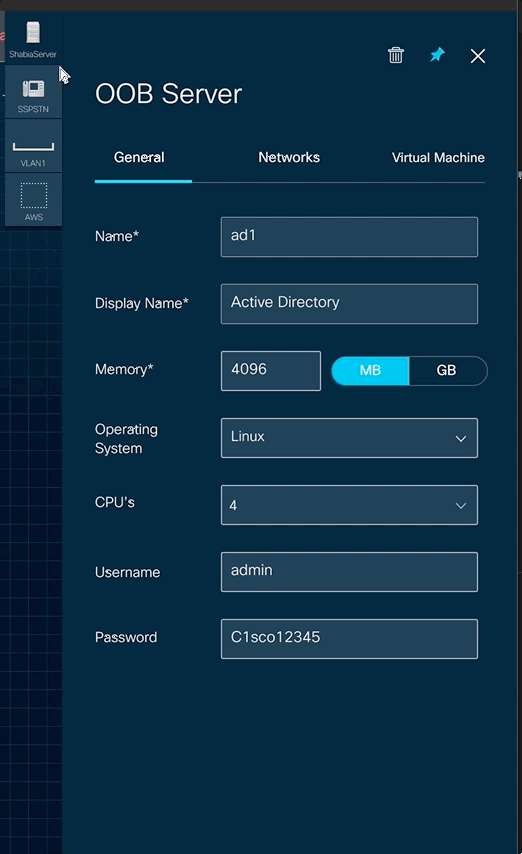 ShabiaServer
SSPSTN
VLAN1
AWS
OOB Server
General
Networks
Virtual Machine
Name*
ad1
Display Name*
Active Directory
Memory*
4096
MB
GB
Operating
System
Linux
CPU's
4
Username
admin
Password
C1sco12345